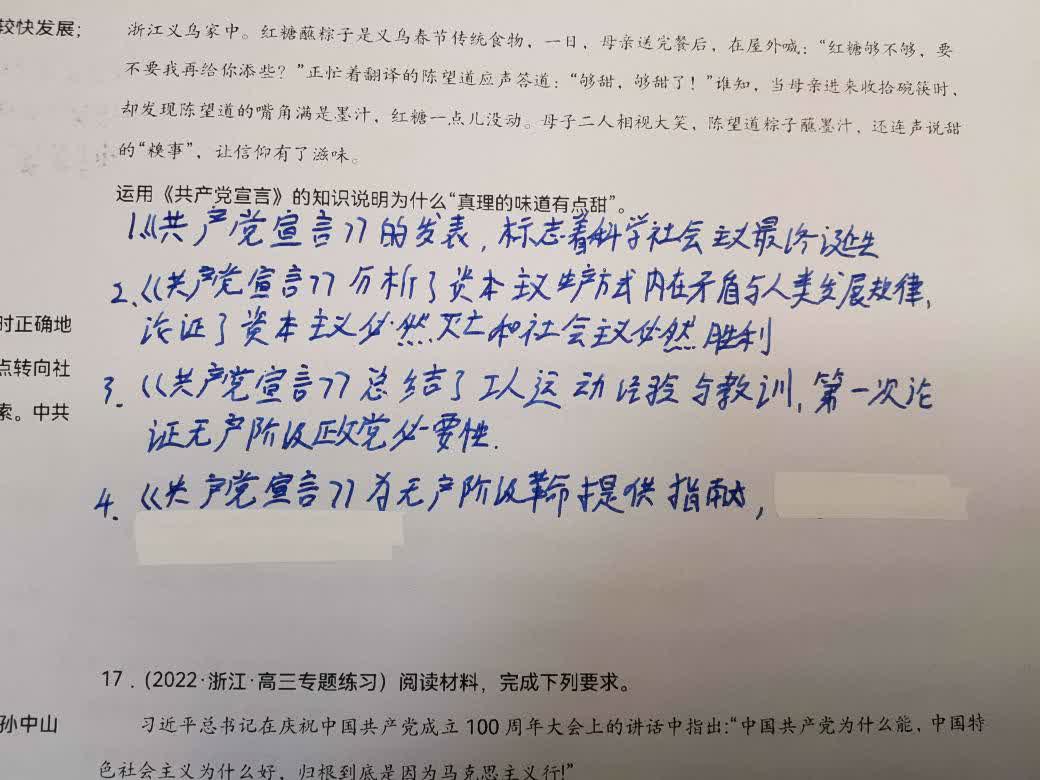 较快发展；
浙江义乌家中。红糖蘸粽子是义乌春节传统食物，一日，母亲送完餐后，在屋外喊：“红糖够不够，要
不要我再给你添些？”正忙着翻译的陈望道应声答道：“够甜，够甜了！”谁知，当母亲进来收拾碗筷时，
却发现陈望道的嘴角满是墨汁，红糖一点儿没动。母子二人相视大笑，陈望道粽子蘸墨汁，还连声说甜
的“糗事”，让信仰有了滋味。
运用《共产党宣言》的知识说明为什么“真理的味道有点甜”。
1.《共产党宣言》的发表，标志着科学社会主义最终诞生
2、《共产党宣言》分析了资本主义生产方式内在矛盾与人类发展规律，
论证了资本主义必然灭亡和社会主义必然胜利
3.《共产党宣言》总结了工人运动经验与教训，第一次论
证无产阶级政党必要性.
4.《共产党宣言》为无产阶级革命提供指南，
时正确地
点转向社
索。中共
17．(2022·浙江·高三专题练习）阅读材料，完成下列要求。
孙中山
习近平总书记在庆祝中国共产党成立 100 周年大会上的讲话中指出:“中国共产党为什么能，中国特
色社会主义为什么好，归根到底是因为马克思主义行!”